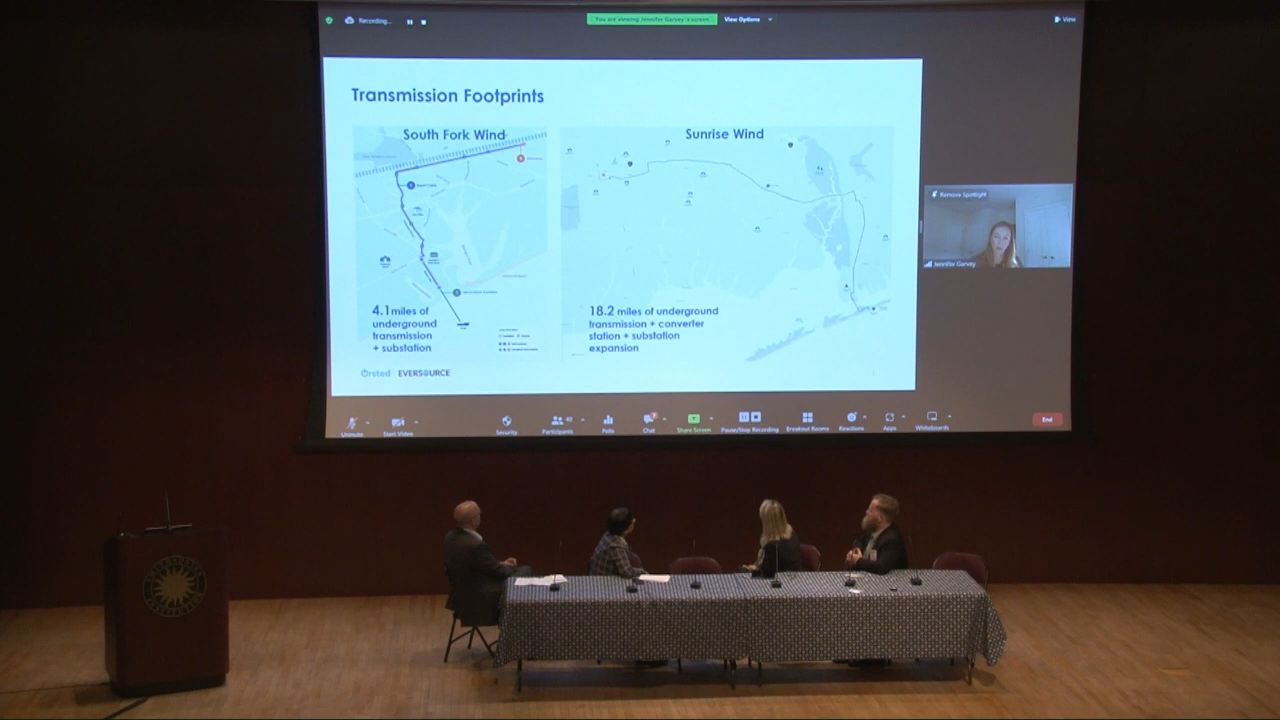 Recording...
You are viewing Jennifer Garvey's screen
View Options
View
Transmission Footprints
South Fork Wind
Sunrise Wind
4.1 miles of
underground
transmission
+ substation
18.2 miles of underground
transmission + converter
station + substation
expansion
Ørsted
EVERSOURCE
Remove Spotlight
Jennifer Garvey
Unmute
Start Video
Security
Participants
40
Polls
Chat
Share Screen
Pause/Stop Recording
Breakout Rooms
Reactions
Apps
Whiteboards
End